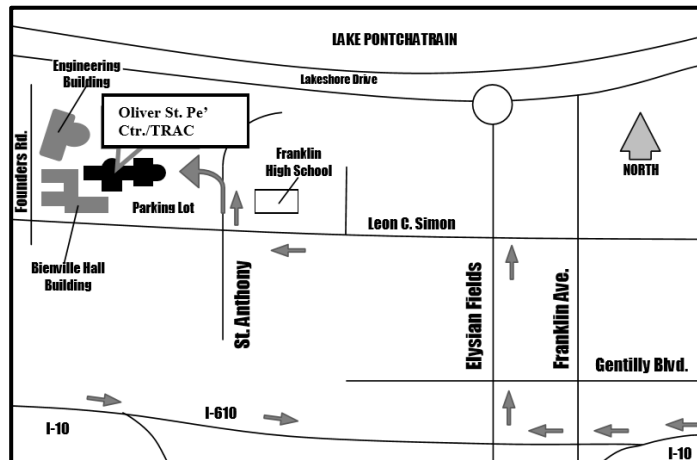 LAKE PONTCHATRAIN
Lakeshore Drive
Engineering
Building
Oliver St. Pe’
Ctr./TRAC
Founders Rd.
Franklin
High School
NORTH
Parking Lot
Leon C. Simon
Bienville Hall
Building
St. Anthony
Elysian Fields
Franklin Ave.
Gentilly Blvd.
I-610
I-10
I-10